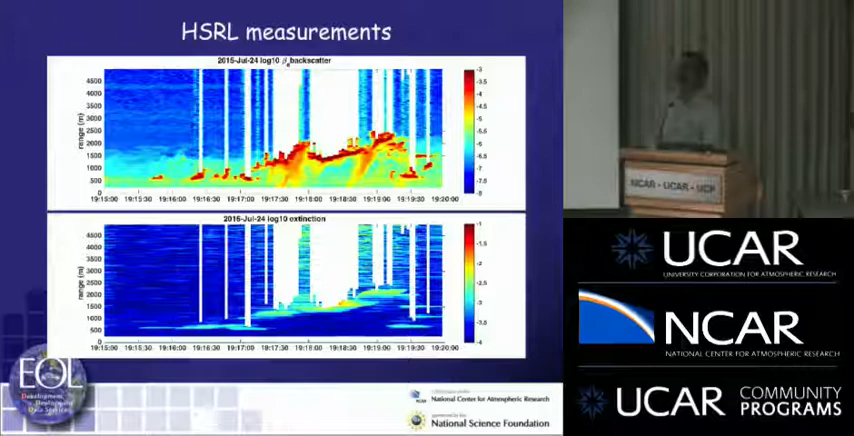 HSRL measurements
2015-Jul-24 log10 β_a backscatter
range (m)
4500
4000
3500
3000
2500
2000
1500
1000
500
0
19:15:00 19:15:30 19:16:00 19:16:30 19:17:00 19:17:30 19:18:00 19:18:30 19:19:00 19:19:30 19:20:00
-3
-4
-4.5
-5
-5.5
-6
-6.5
-7
-7.5
-8
2015-Jul-24 log10 extinction
range (m)
4500
4000
3500
3000
2500
2000
1500
1000
500
0
19:15:00 19:15:30 19:16:00 19:16:30 19:17:00 19:17:30 19:18:00 19:18:30 19:19:00 19:19:30 19:20:00
-1
-1.5
-2
-2.5
-3
-3.5
-4
EOL
Development
Deployment
Data Services
National Center for Atmospheric Research
National Science Foundation
NCAR • UCAR • UCP
UCAR
UNIVERSITY CORPORATION FOR ATMOSPHERIC RESEARCH
NCAR
NATIONAL CENTER FOR ATMOSPHERIC RESEARCH
UCAR COMMUNITY PROGRAMS